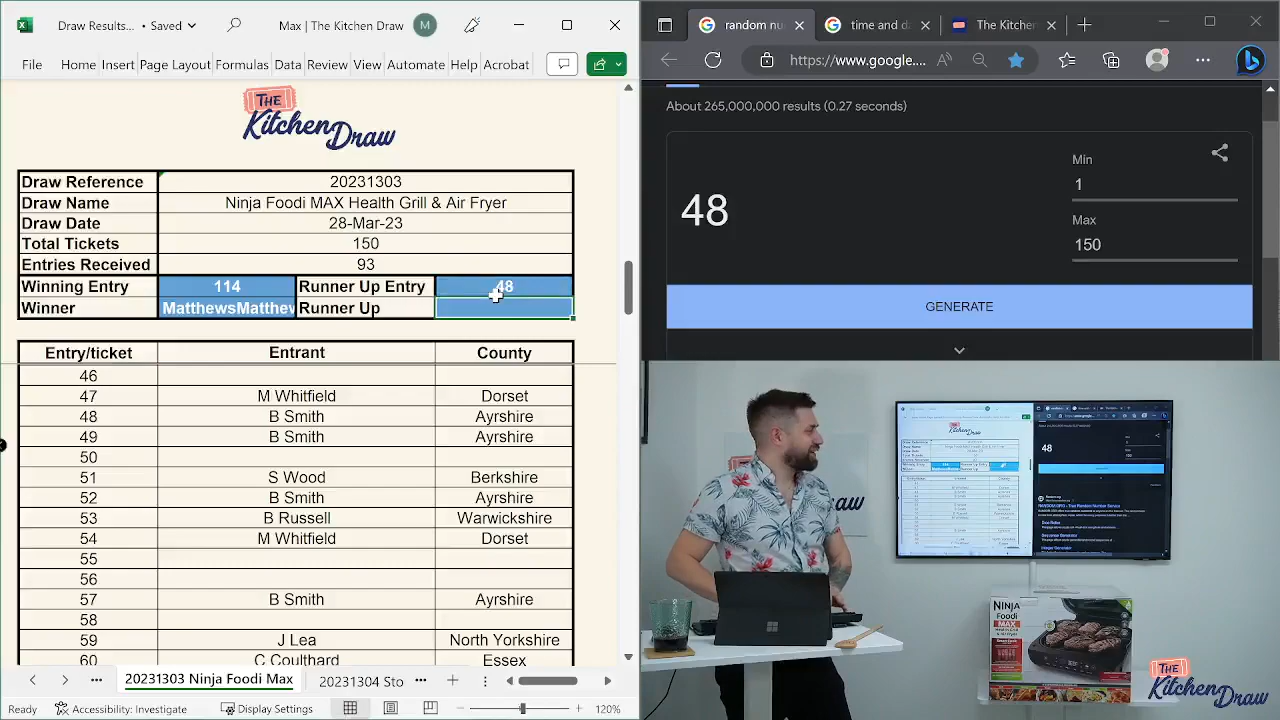 Draw Results... • Saved
Max | The Kitchen Draw
M
File Home Insert Page Layout Formulas Data Review View Automate Help Acrobat
THE
Kitchen Draw
Draw Reference 20231303
Draw Name Ninja Foodi MAX Health Grill & Air Fryer
Draw Date 28-Mar-23
Total Tickets 150
Entries Received 93
Winning Entry 114 Runner Up Entry 48
Winner MatthewsMatthew Runner Up
Entry/ticket Entrant County
46
47 M Whitfield Dorset
48 B Smith Ayrshire
49 B Smith Ayrshire
50
51 S Wood Berkshire
52 B Smith Ayrshire
53 B Russell Warwickshire
54 M Whitfield Dorset
55
56
57 B Smith Ayrshire
58
59 J Lee North Yorkshire
60 C Coulthard Essex
20231303 Ninja Foodi Max
20231304 Sto
Ready
Accessibility: Investigate
Display Settings
120%
random nu
time and da
The Kitchen
https://www.google....
About 265,000,000 results (0.27 seconds)
48
Min
1
Max
150
GENERATE
Draw
48
NINJA
Foodi
MAX
THE
Kitchen Draw